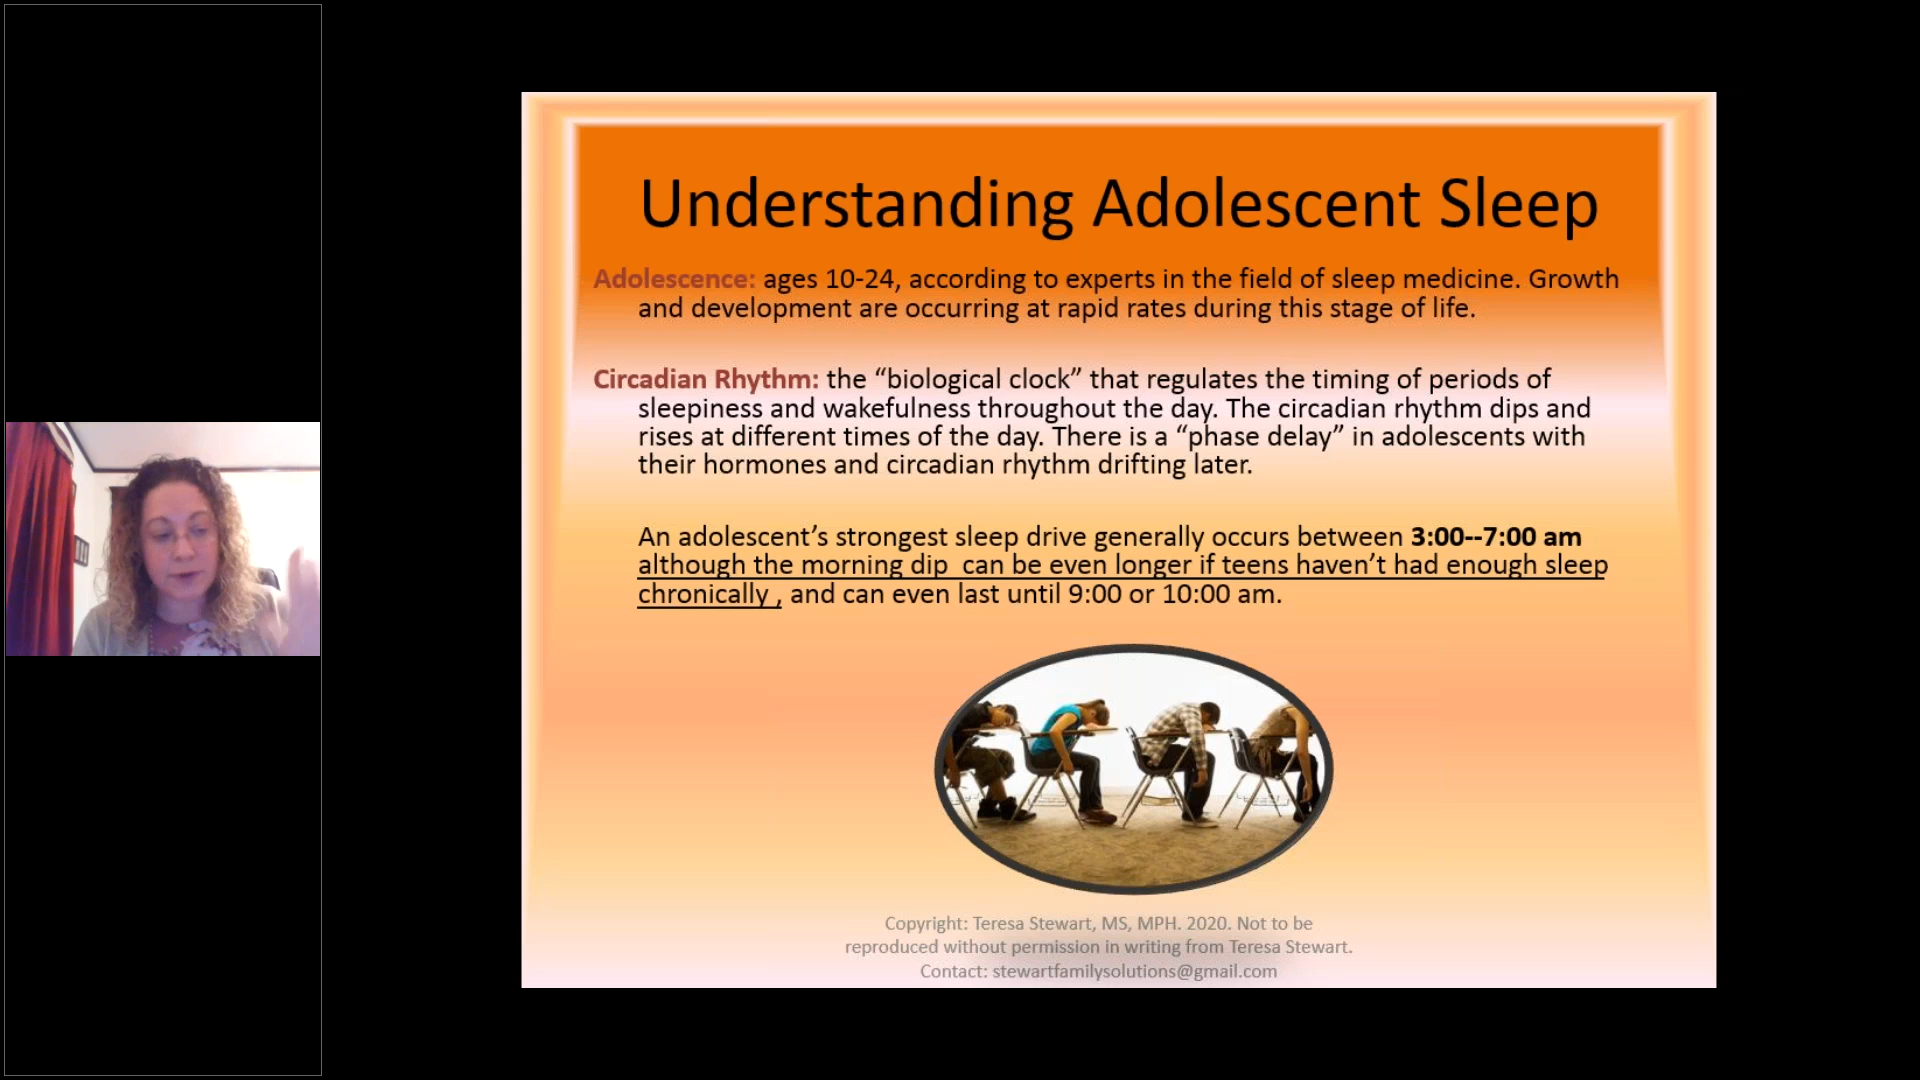 Understanding Adolescent Sleep
Adolescence: ages 10-24, according to experts in the field of sleep medicine. Growth
and development are occurring at rapid rates during this stage of life.
Circadian Rhythm: the “biological clock” that regulates the timing of periods of
sleepiness and wakefulness throughout the day. The circadian rhythm dips and
rises at different times of the day. There is a “phase delay” in adolescents with
their hormones and circadian rhythm drifting later.
An adolescent’s strongest sleep drive generally occurs between 3:00--7:00 am
although the morning dip  can be even longer if teens haven’t had enough sleep
chronically , and can even last until 9:00 or 10:00 am.
Copyright: Teresa Stewart, MS, MPH. 2020. Not to be
reproduced without permission in writing from Teresa Stewart.
Contact: stewartfamilysolutions@gmail.com